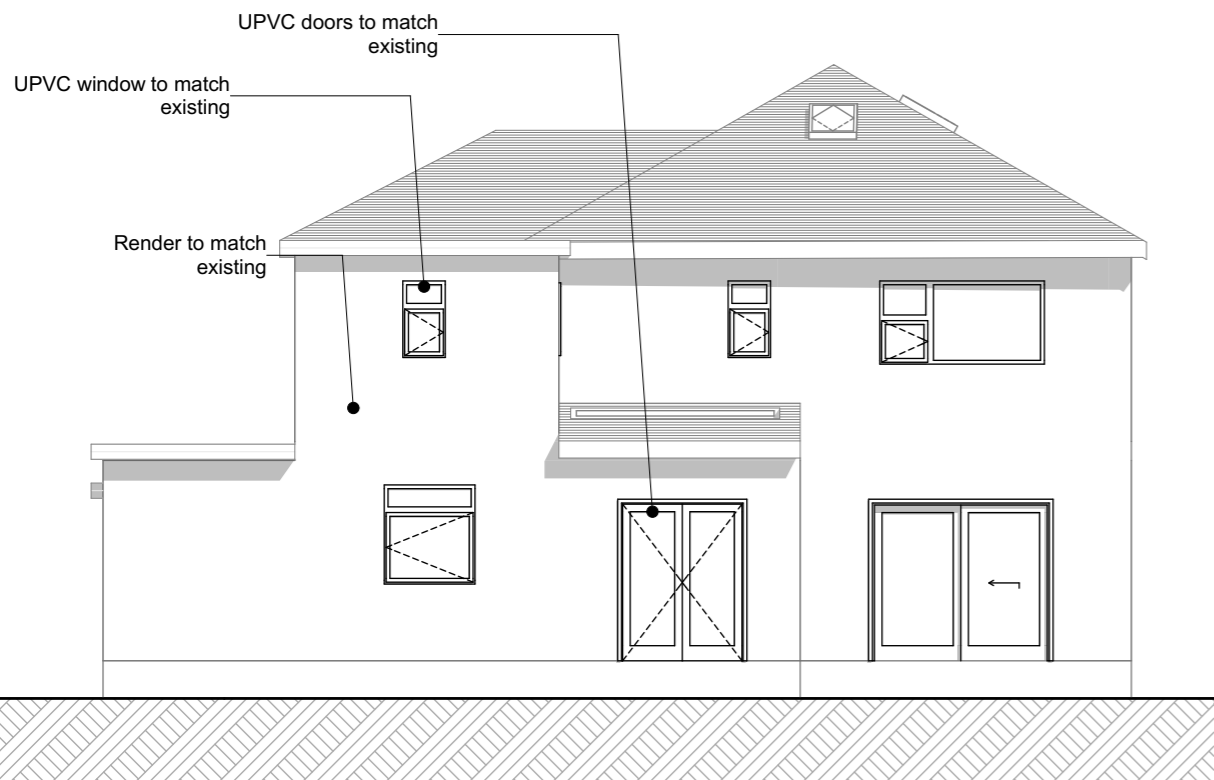 UPVC doors to match
existing
UPVC window to match
existing
Render to match
existing